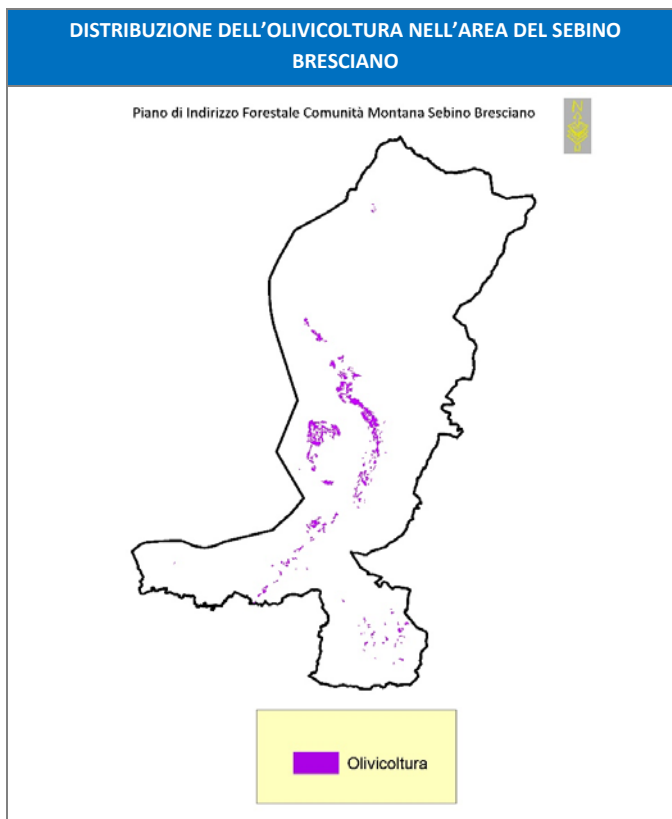 DISTRIBUZIONE DELL'OLIVICOLTURA NELL'AREA DEL SEBINO
BRESCIANO
Piano di Indirizzo Forestale Comunità Montana Sebino Bresciano
N
Olivicoltura